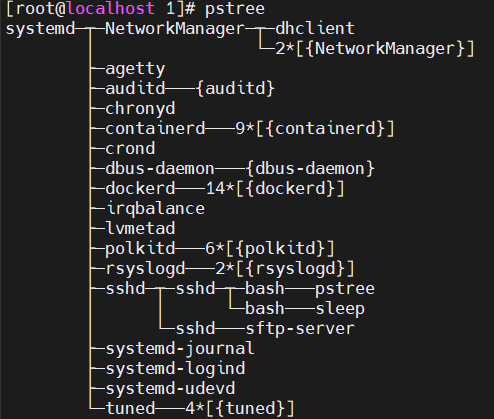 [root@localhost 1]# pstree
systemd─┬─NetworkManager─┬─dhclient
        │                └─2*[{NetworkManager}]
        ├─agetty
        ├─auditd───{auditd}
        ├─chronyd
        ├─containerd───9*[{containerd}]
        ├─crond
        ├─dbus-daemon───{dbus-daemon}
        ├─dockerd───14*[{dockerd}]
        ├─irqbalance
        ├─lvmetad
        ├─polkitd───6*[{polkitd}]
        ├─rsyslogd───2*[{rsyslogd}]
        ├─sshd─┬─sshd─┬─bash───pstree
        │      │      └─bash───sleep
        │      └─sshd───sftp-server
        ├─systemd-journal
        ├─systemd-logind
        ├─systemd-udevd
        └─tuned───4*[{tuned}]